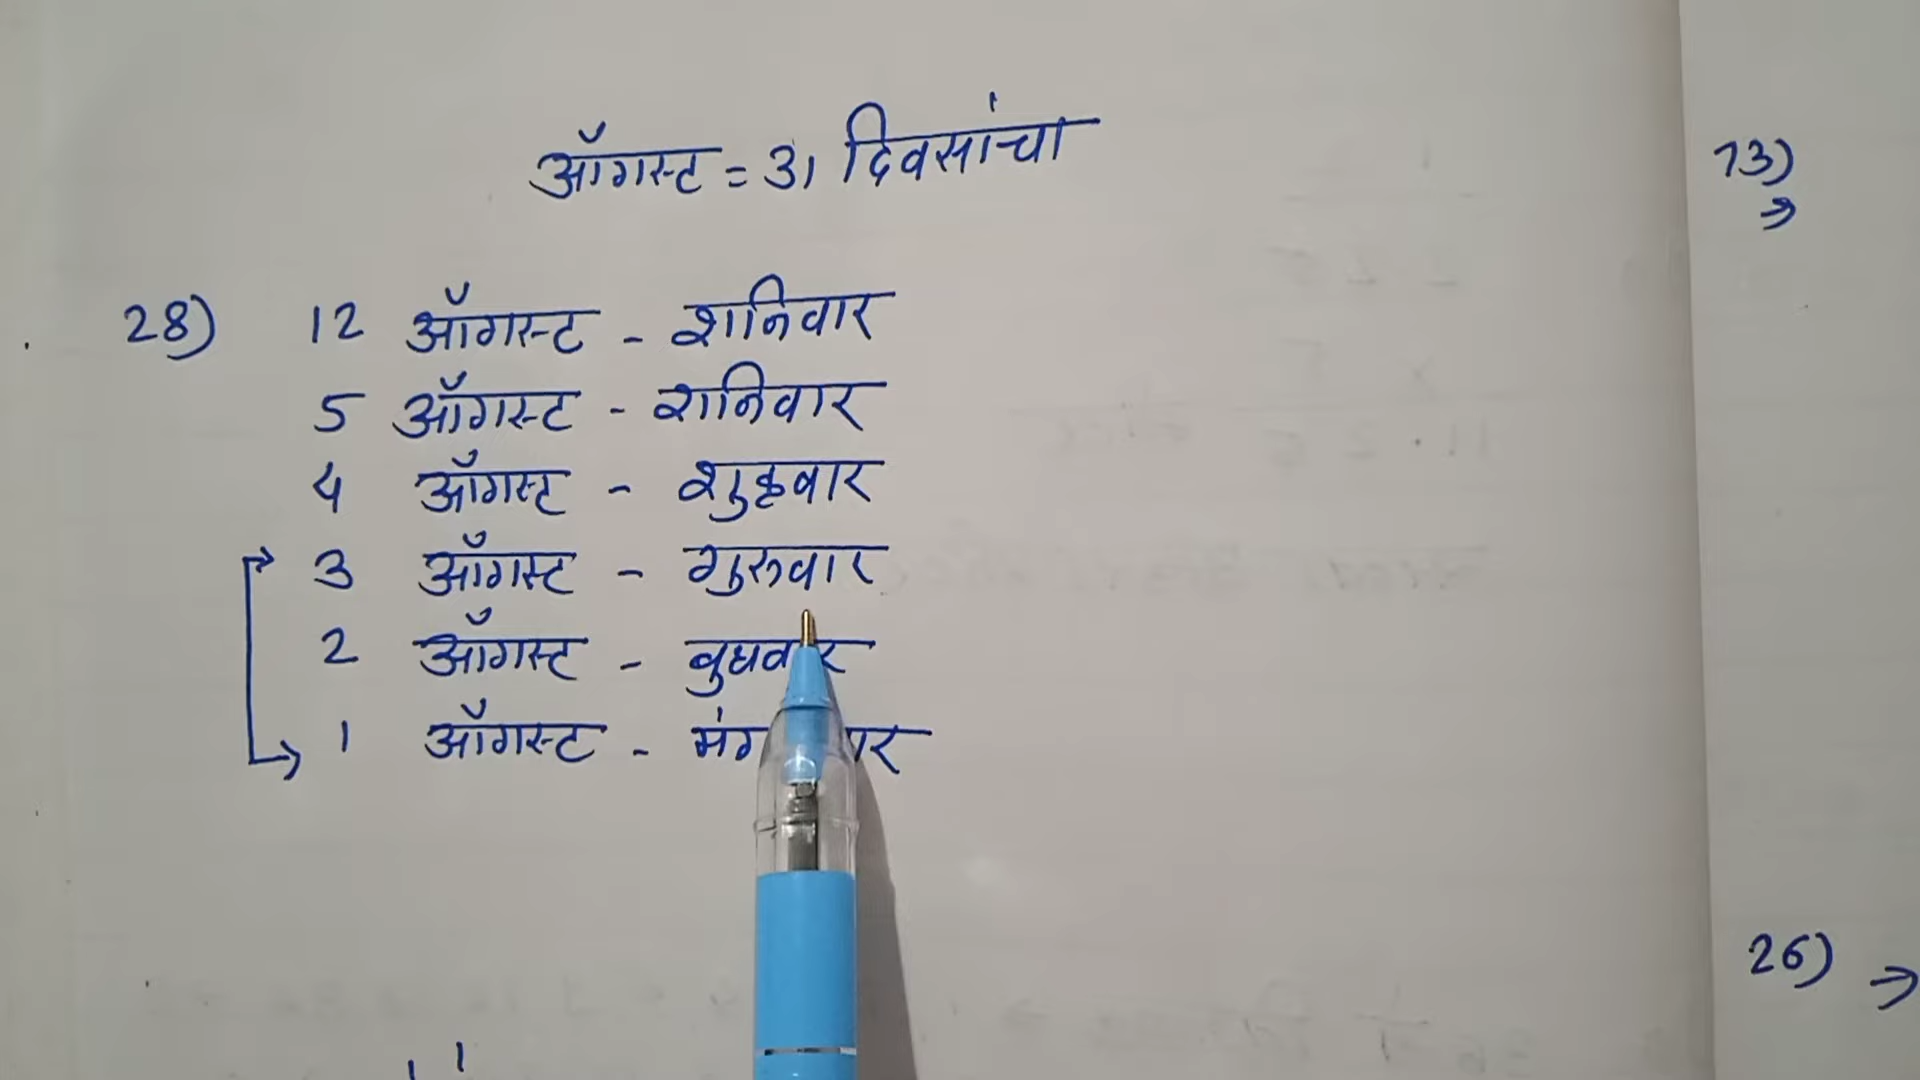 ऑगस्ट = 31 दिवसांचा
28) 12 ऑगस्ट - शनिवार
5 ऑगस्ट - शनिवार
4 ऑगस्ट - शुक्रवार
3 ऑगस्ट - गुरुवार
2 ऑगस्ट - बुधवार
1 ऑगस्ट -
73)
26)